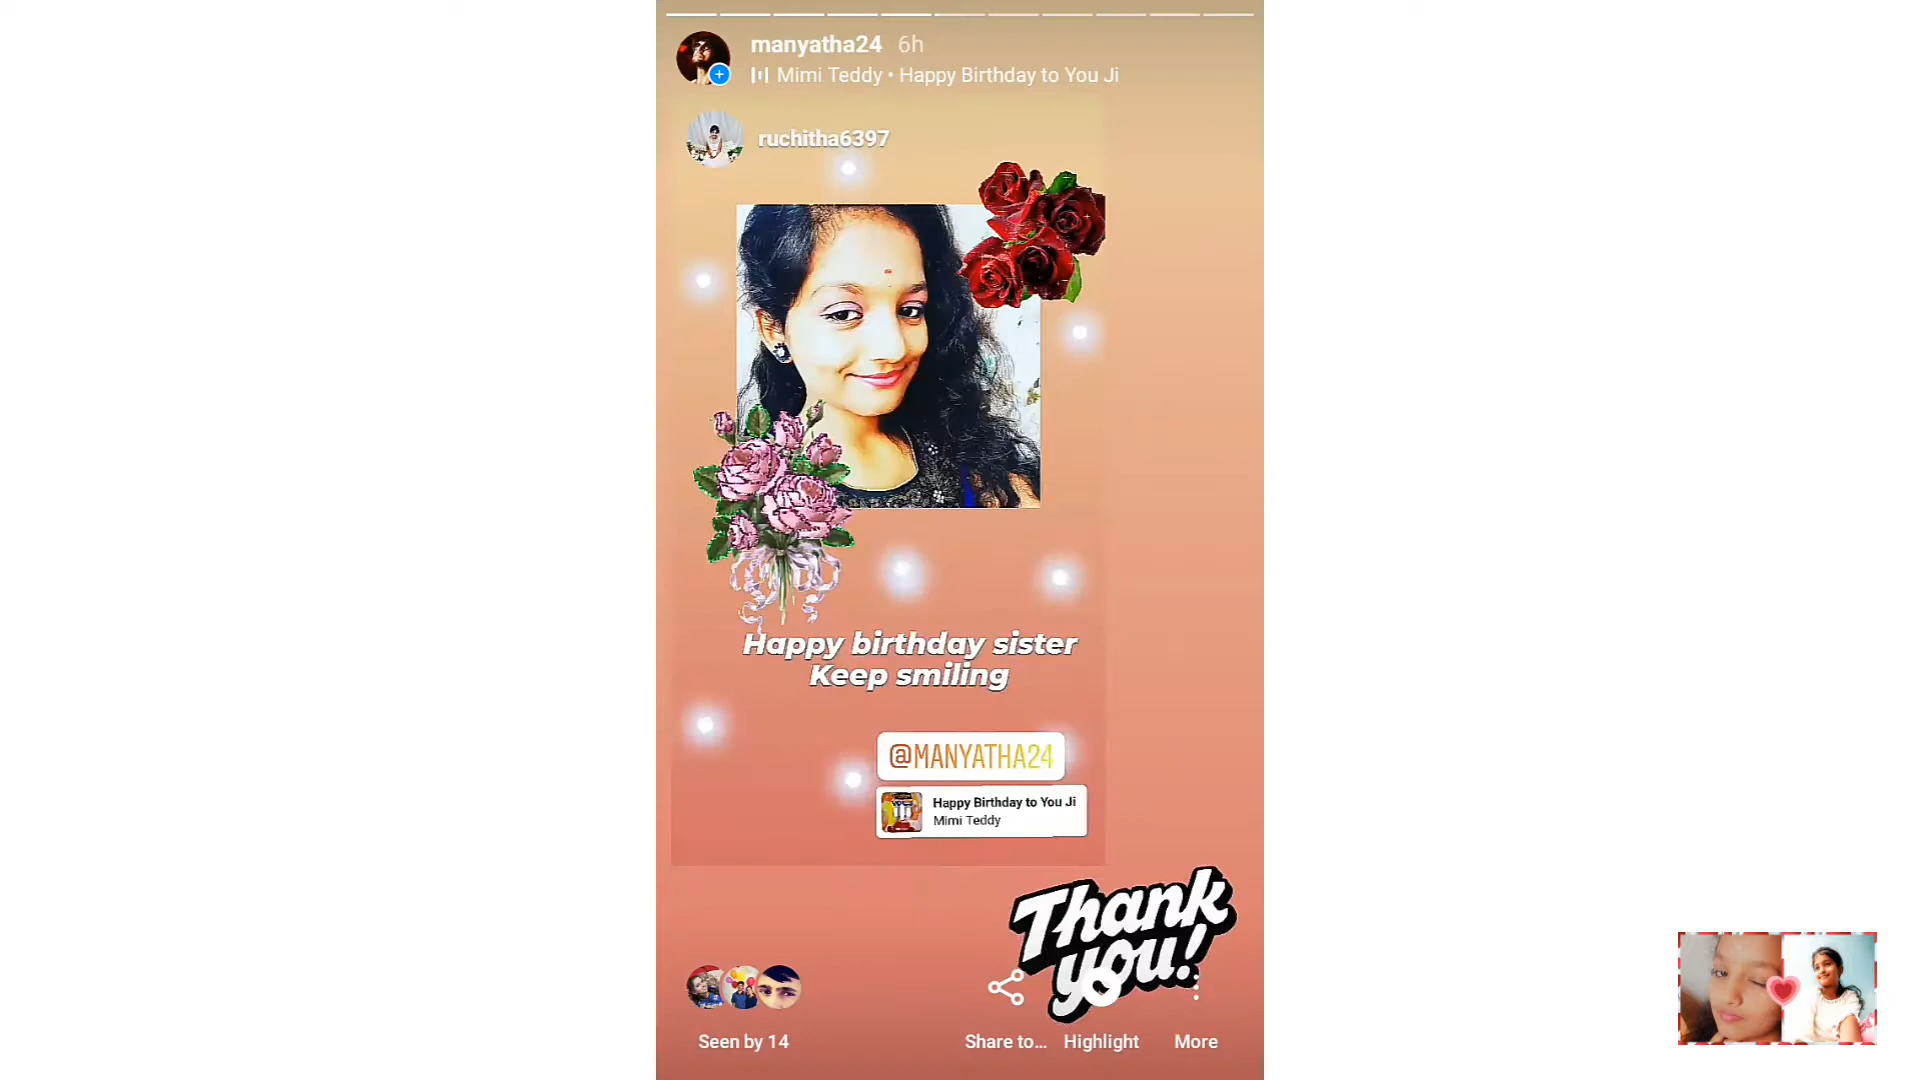 manyatha24 6h
Mimi Teddy • Happy Birthday to You Ji
ruchitha6397
Happy birthday sister
Keep smiling
@MANYATHA24
Happy Birthday to You Ji
Mimi Teddy
Thank
you!
Seen by 14
Share to...
Highlight
More